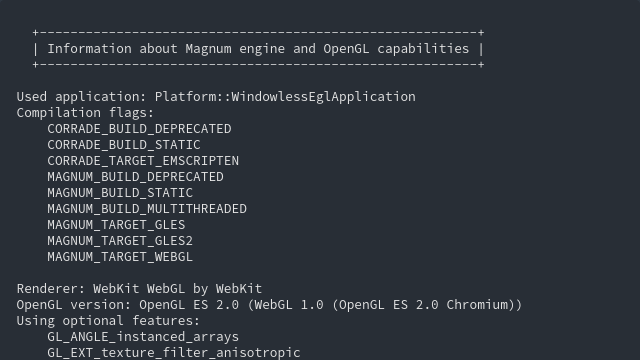 +---------------------------------------------------------+
| Information about Magnum engine and OpenGL capabilities |
+---------------------------------------------------------+
Used application: Platform::WindowlessEglApplication
Compilation flags:
CORRADE_BUILD_DEPRECATED
CORRADE_BUILD_STATIC
CORRADE_TARGET_EMSCRIPTEN
MAGNUM_BUILD_DEPRECATED
MAGNUM_BUILD_STATIC
MAGNUM_BUILD_MULTITHREADED
MAGNUM_TARGET_GLES
MAGNUM_TARGET_GLES2
MAGNUM_TARGET_WEBGL
Renderer: WebKit WebGL by WebKit
OpenGL version: OpenGL ES 2.0 (WebGL 1.0 (OpenGL ES 2.0 Chromium))
Using optional features:
GL_ANGLE_instanced_arrays
GL_EXT_texture_filter_anisotropic